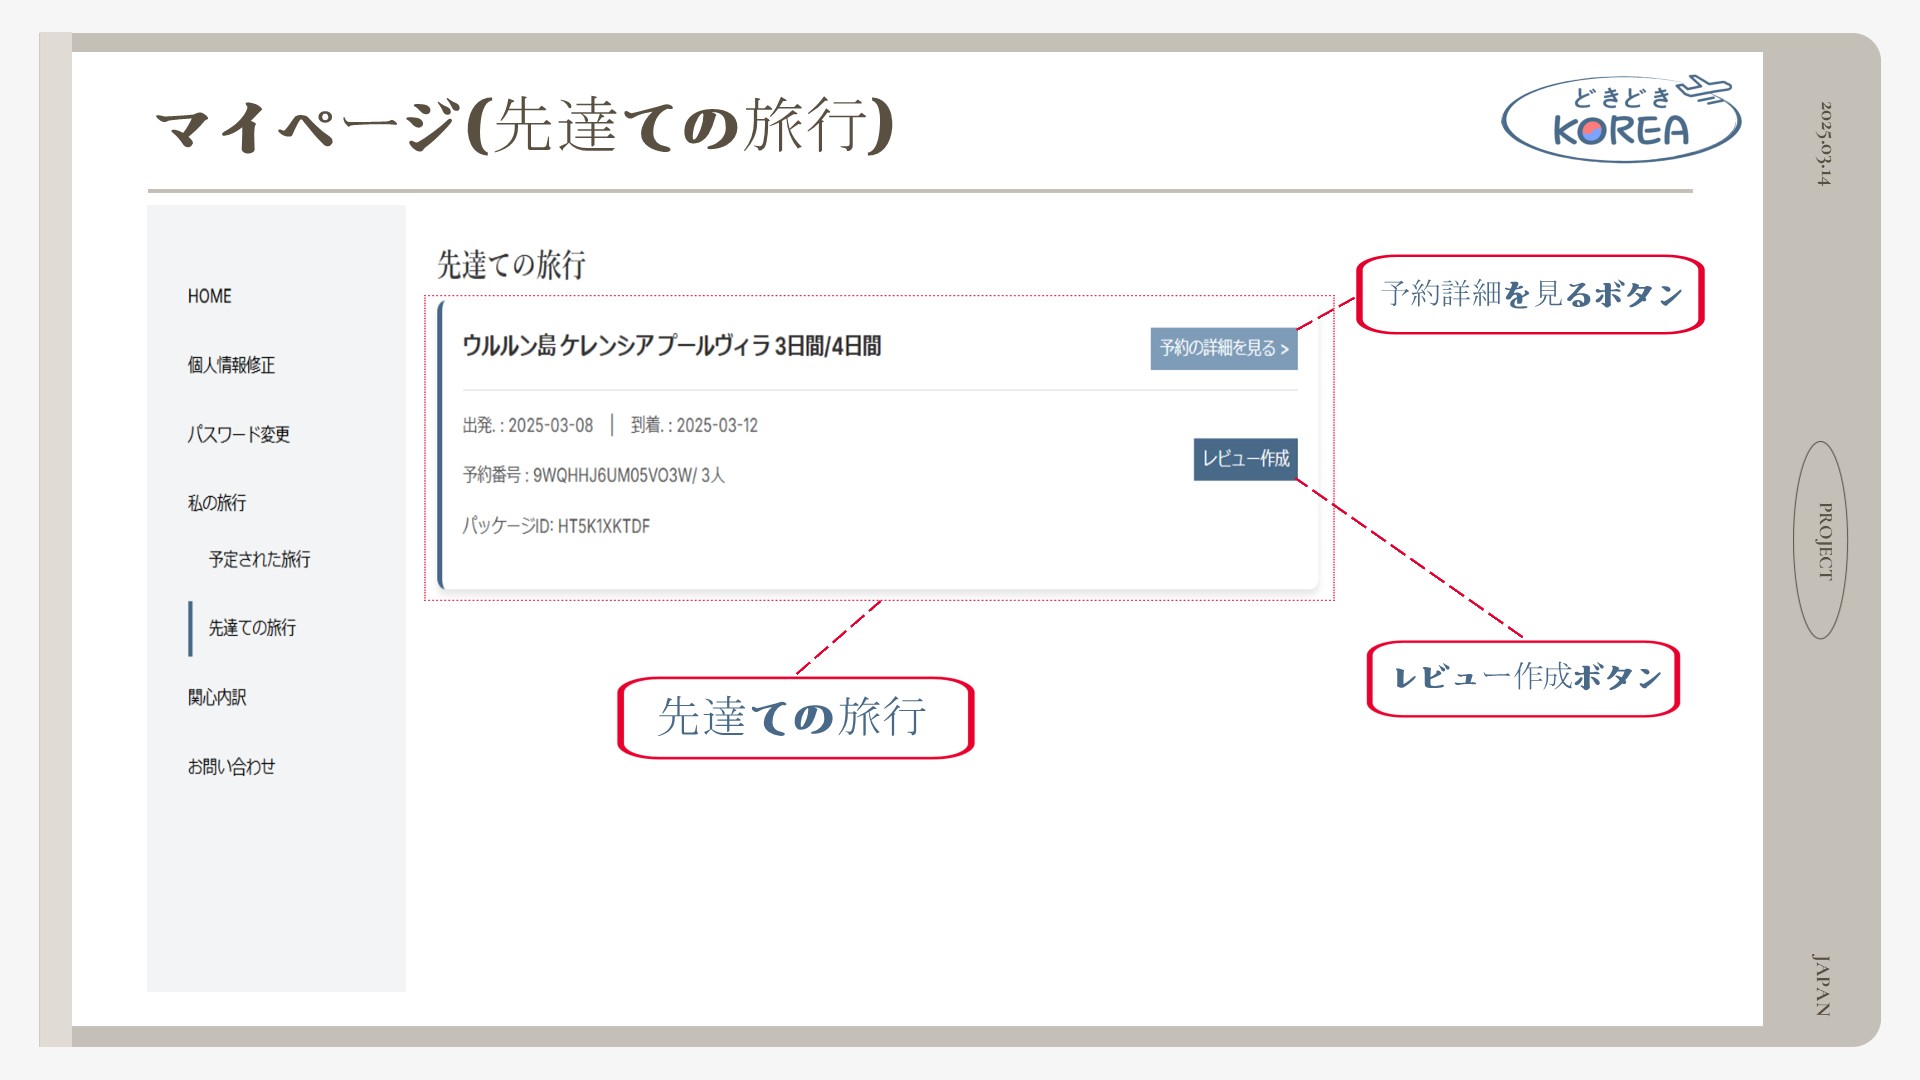 マイページ(先達ての旅行)
どきどき
KOREA
2025.03.14
PROJECT
JAPAN
HOME
個人情報修正
パスワード変更
私の旅行
予定された旅行
先達ての旅行
関心内訳
お問い合わせ
先達ての旅行
ウルルン島 ケレンシア プールヴィラ 3日間/4日間
予約の詳細を見る >
出発. : 2025-03-08 | 到着. : 2025-03-12
予約番号 : 9WQHHJ6UM05VO3W/ 3人
レビュー作成
パッケージID: HT5K1XKTDF
予約詳細を見るボタン
レビュー作成ボタン
先達ての旅行